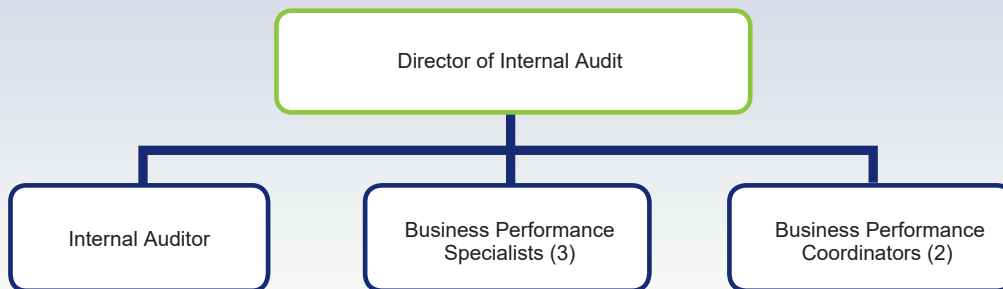 Director of Internal Audit
Internal Auditor
Business Performance
Specialists (3)
Business Performance
Coordinators (2)